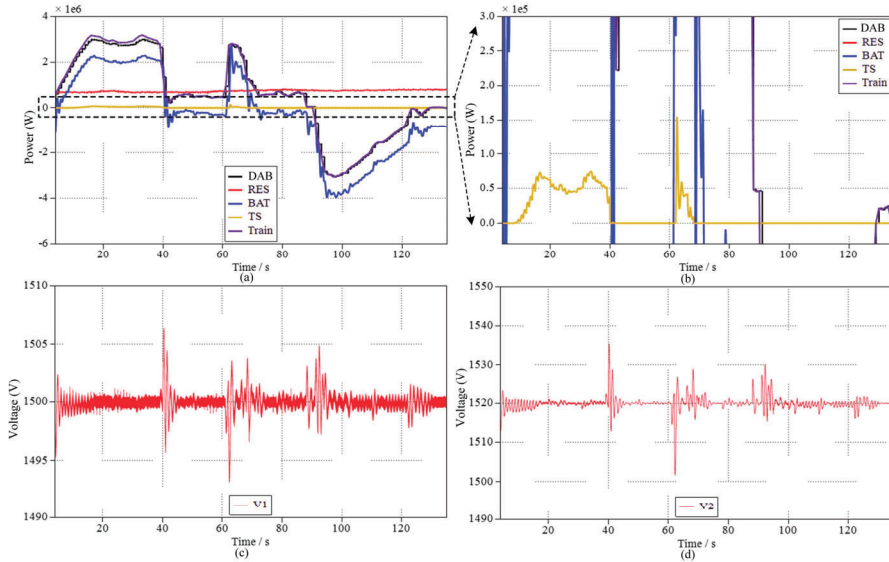 × 1e6
4
2
0
-2
-4
-6
Power (W)
DAB
RES
BAT
TS
Train
20
40
60
80
100
120
Time / s
(a)
× 1e5
3.0
2.5
2.0
1.5
1.0
0.5
0.0
Power (W)
DAB
RES
BAT
TS
Train
0
20
40
60
80
100
120
Time / s
(b)
1510
1505
1500
1495
1490
Voltage (V)
V1
20
40
60
80
100
120
Time / s
(c)
1550
1540
1530
1520
1510
1500
1490
Voltage (V)
V2
20
40
60
80
100
120
Time / s
(d)